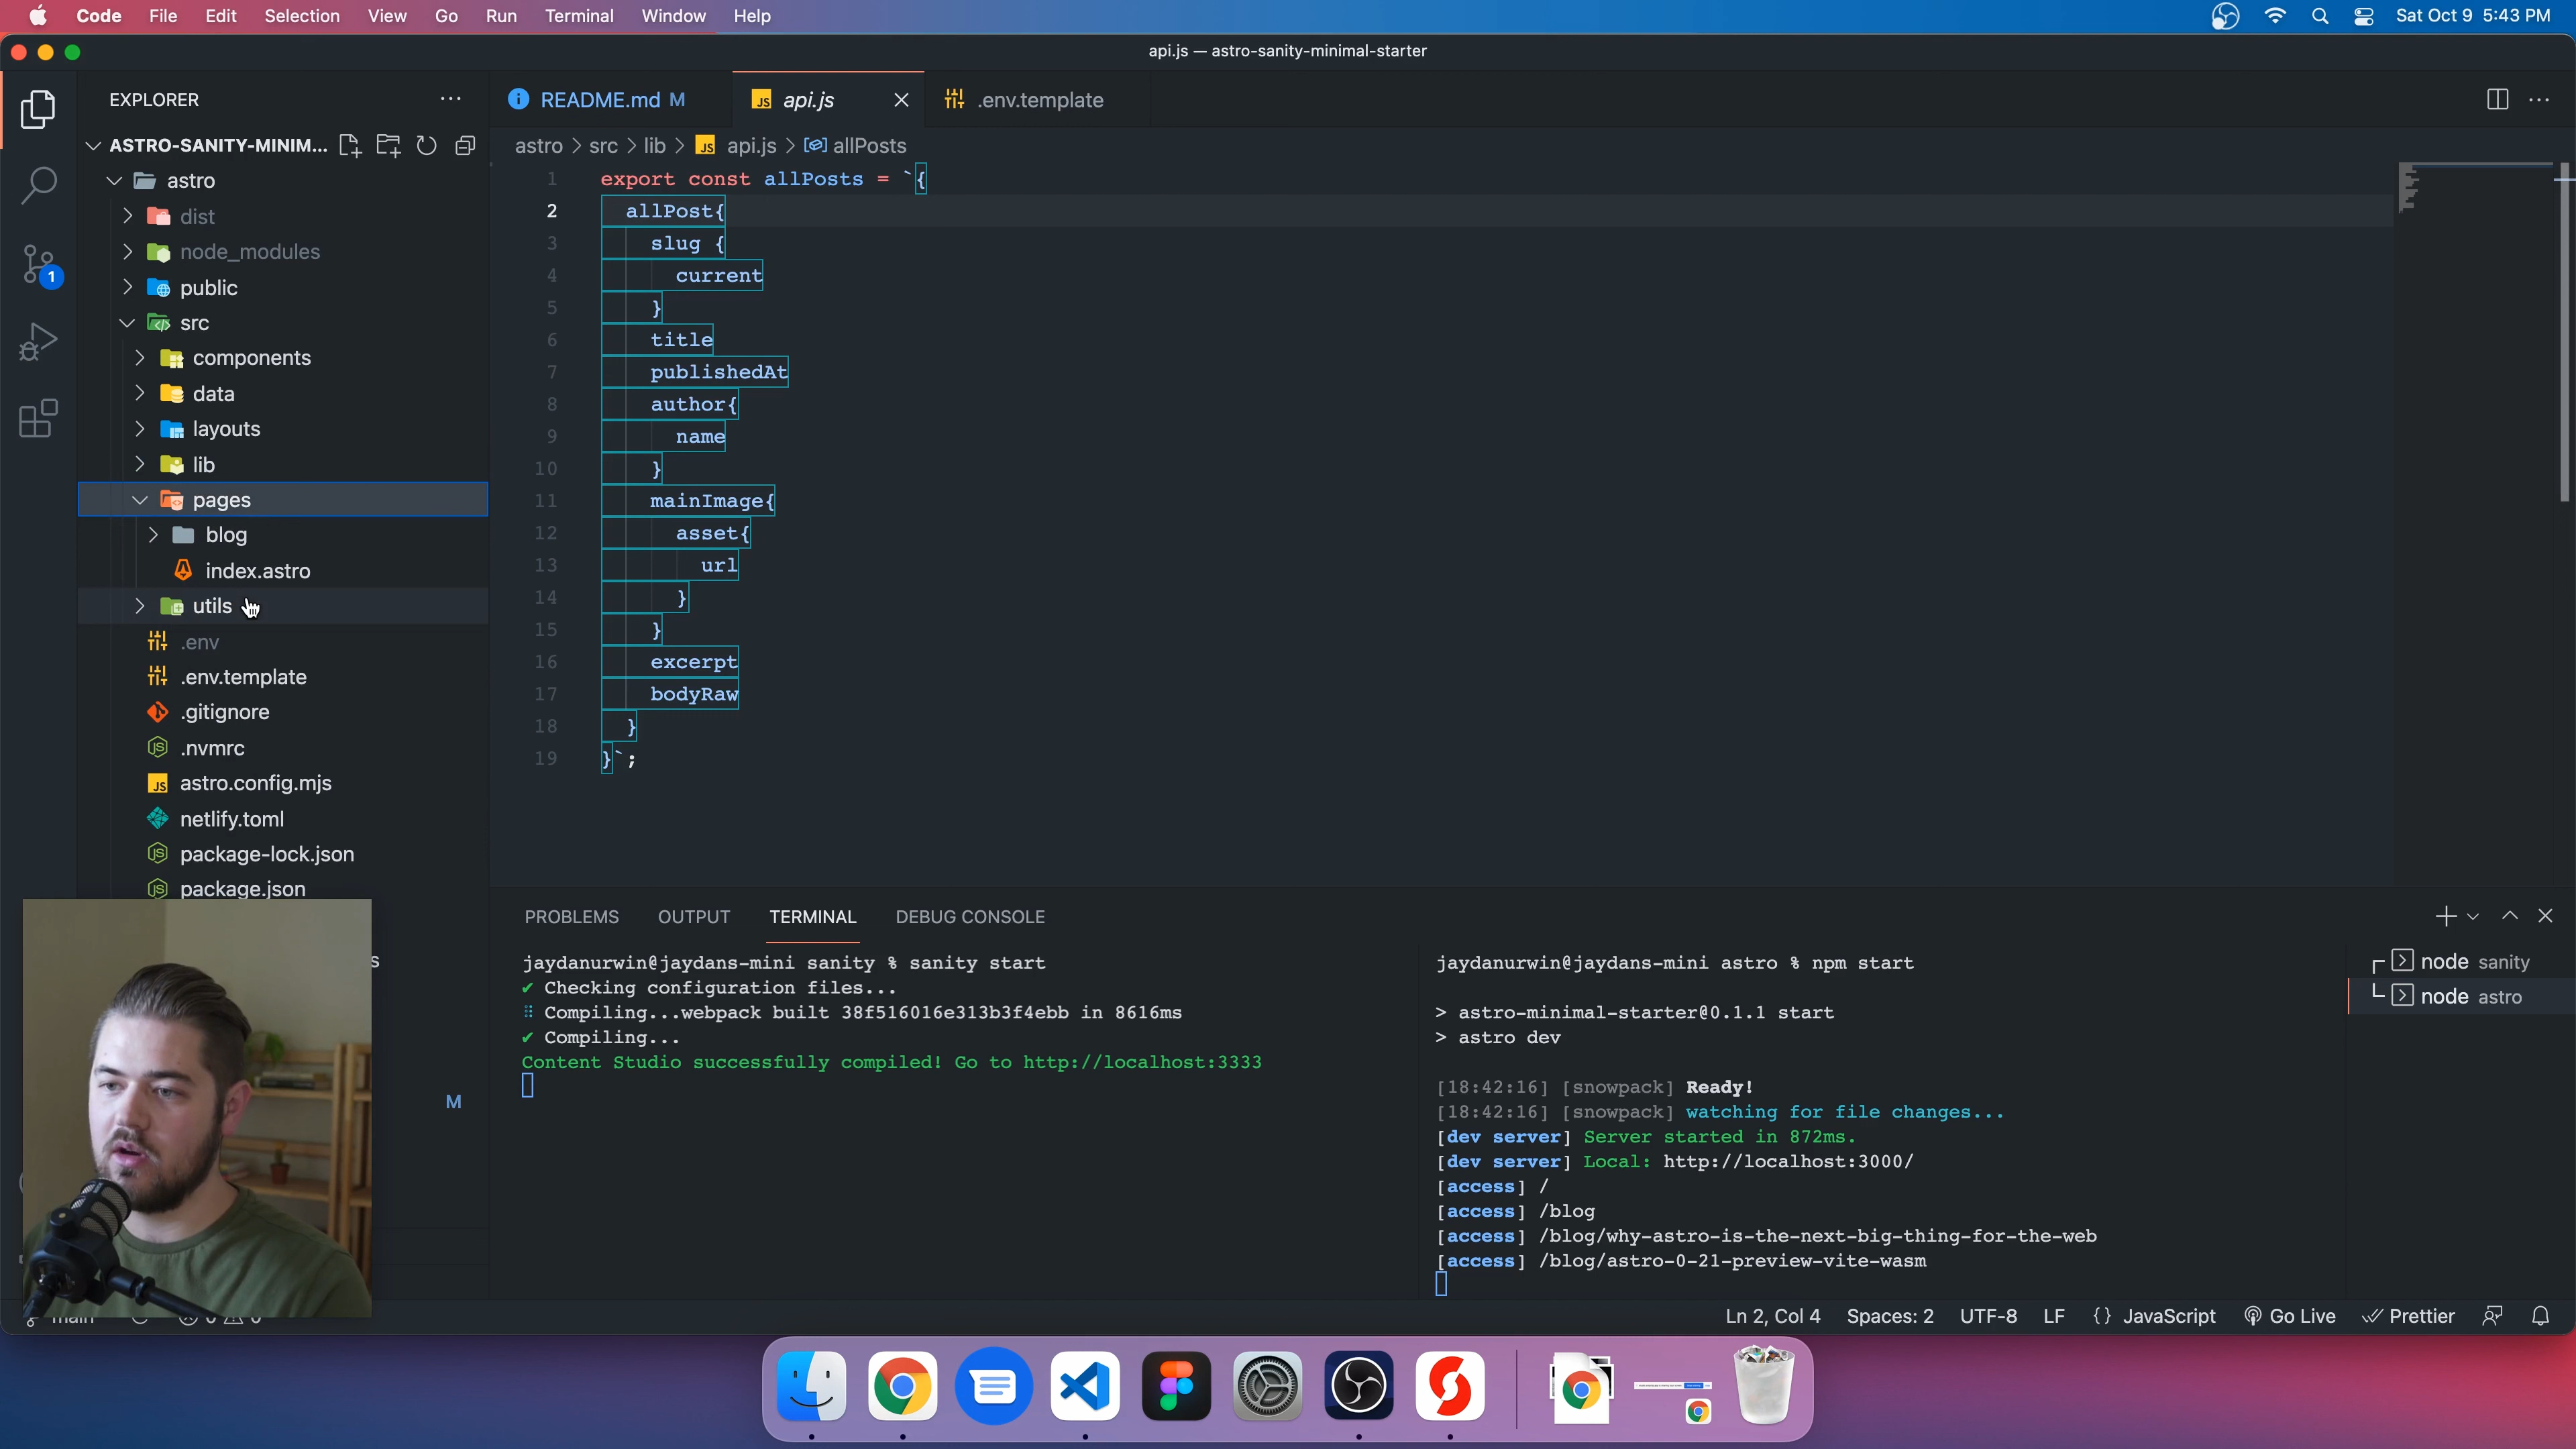 Code File Edit Selection View Go Run Terminal Window Help Sat Oct 9 5:43 PM
api.js — astro-sanity-minimal-starter
EXPLORER
README.md M
api.js
.env.template
ASTRO-SANITY-MINIM...
astro > src > lib > JS api.js > allPosts
astro
dist
node_modules
public
src
components
data
layouts
lib
pages
blog
index.astro
utils
.env
.env.template
.gitignore
.nvmrc
astro.config.mjs
netlify.toml
package-lock.json
package.json
s
M
1
1 export const allPosts = `{
2 allPost{
3 slug {
4 current
5 }
6 title
7 publishedAt
8 author{
9 name
10 }
11 mainImage{
12 asset{
13 url
14 }
15 }
16 excerpt
17 bodyRaw
18 }
19 }`;
PROBLEMS OUTPUT TERMINAL DEBUG CONSOLE
jaydanurwin@jaydans-mini sanity % sanity start
✔ Checking configuration files...
⠿ Compiling...webpack built 38f516016e313b3f4ebb in 8616ms
✔ Compiling...
Content Studio successfully compiled! Go to http://localhost:3333
jaydanurwin@jaydans-mini astro % npm start
> astro-minimal-starter@0.1.1 start
> astro dev
[18:42:16] [snowpack] Ready!
[18:42:16] [snowpack] watching for file changes...
[dev server] Server started in 872ms.
[dev server] Local: http://localhost:3000/
[access] /
[access] /blog
[access] /blog/why-astro-is-the-next-big-thing-for-the-web
[access] /blog/astro-0-21-preview-vite-wasm
node sanity
node astro
Ln 2, Col 4 Spaces: 2 UTF-8 LF {} JavaScript Go Live Prettier